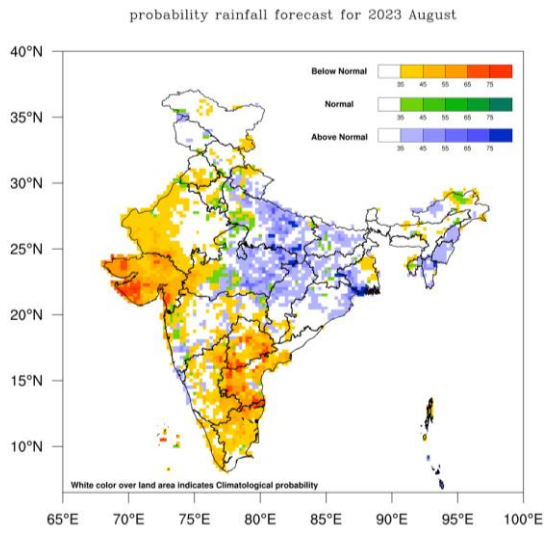 probability rainfall forecast for 2023 August
40°N
Below Normal
35 45 55 65 75
Normal
35 45 55 65 75
35°N
Above Normal
35 45 55 65 75
30°N
25°N
20°N
15°N
10°N
White color over land area indicates Climatological probability
65°E 70°E 75°E 80°E 85°E 90°E 95°E 100°E